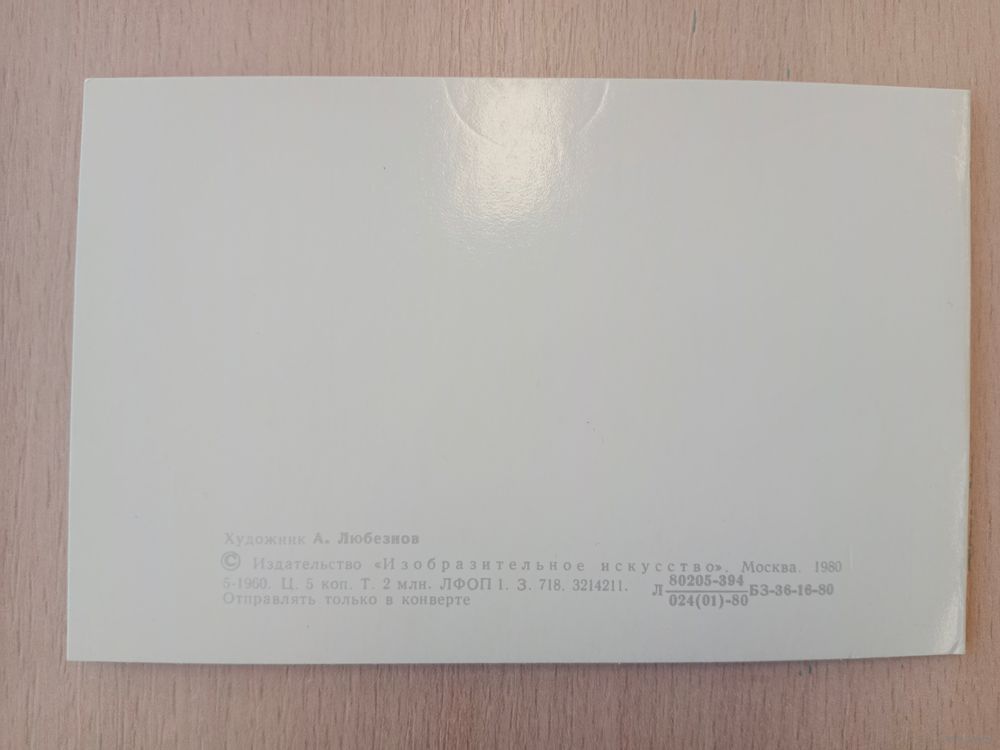 Художник А. Любезнов
© Издательство «Изобразительное искусство». Москва. 1980
5-1960. Ц. 5 коп. Т. 2 млн. ЛФОП 1. З. 718. 3214211. Л 80205-394 / 024(01)-80 БЗ-36-16-80
Отправлять только в конверте